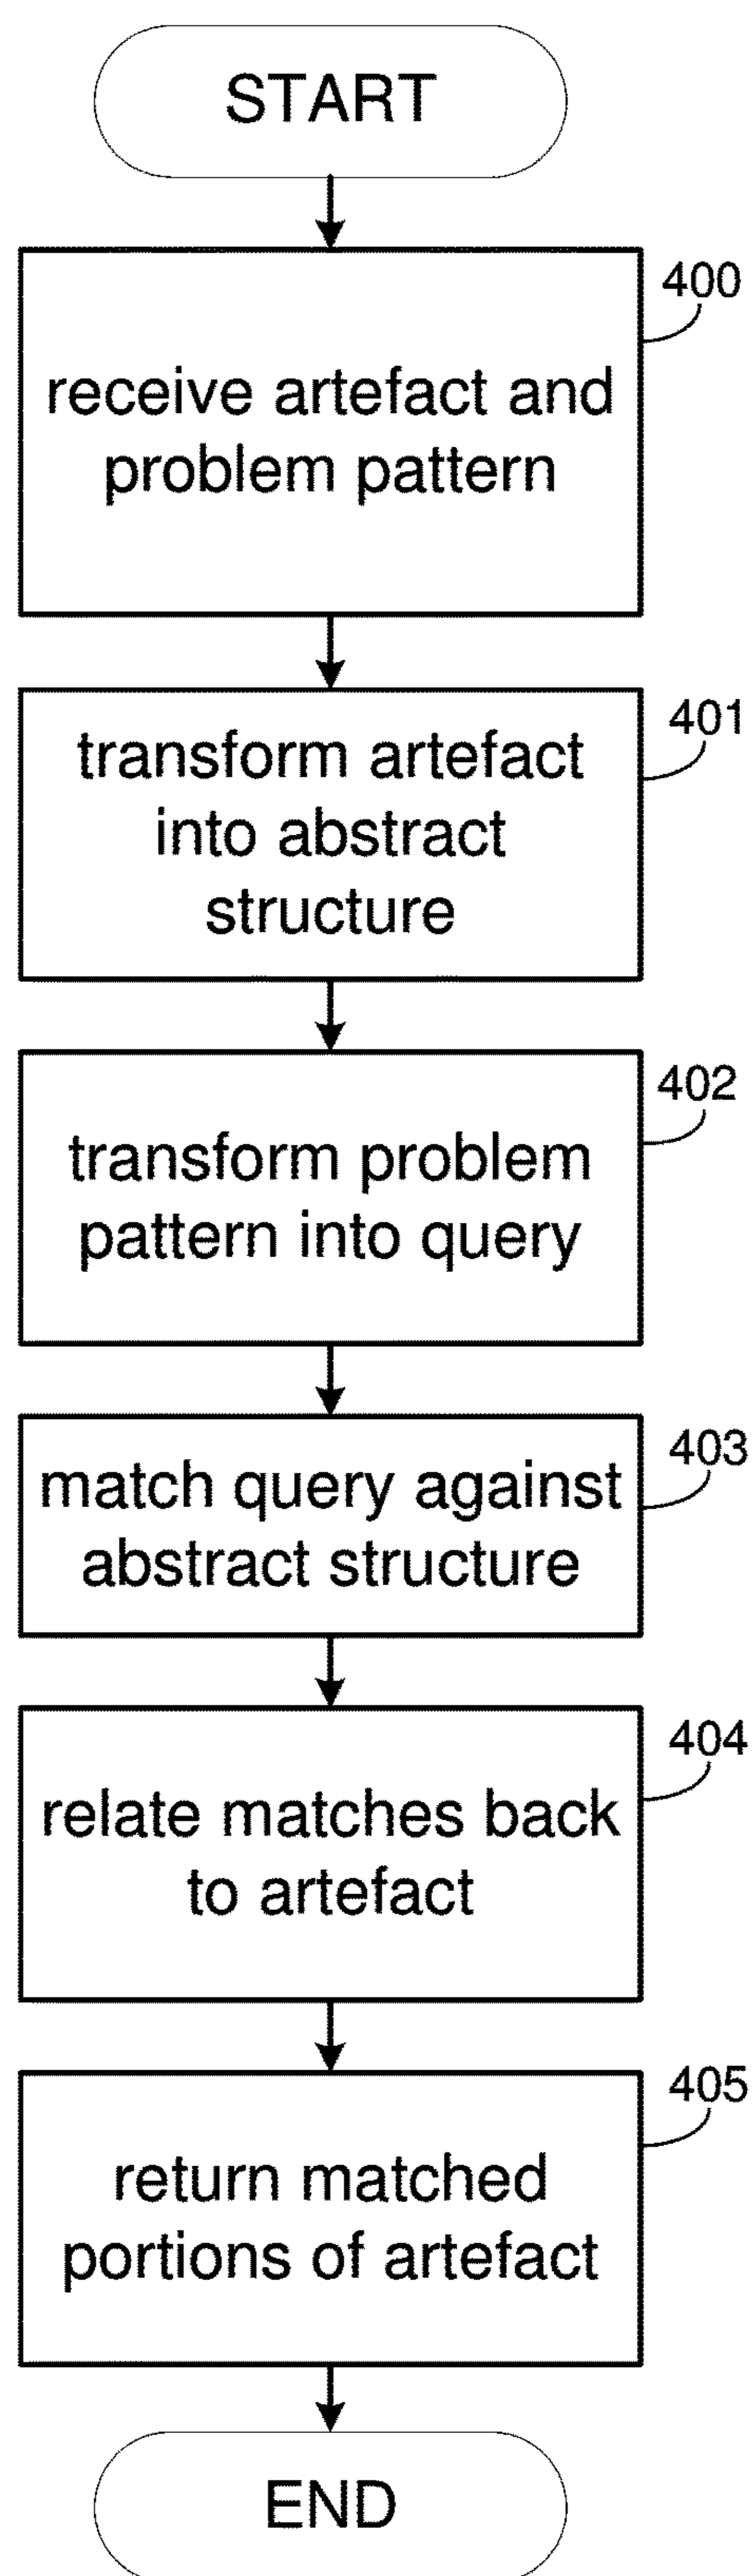 START
400
receive artefact and
problem pattern
401
transform artefact
into abstract
structure
402
transform problem
pattern into query
403
match query against
abstract structure
404
relate matches back
to artefact
405
return matched
portions of artefact
END